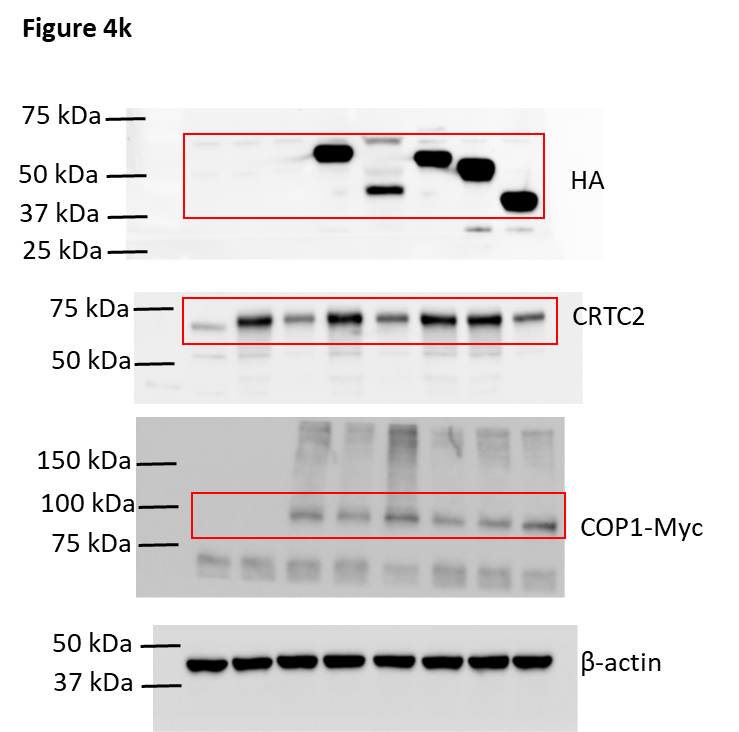 Figure 4k
75 kDa
50 kDa
37 kDa
25 kDa
HA
75 kDa
50 kDa
CRTC2
150 kDa
100 kDa
75 kDa
COP1-Myc
50 kDa
37 kDa
β-actin